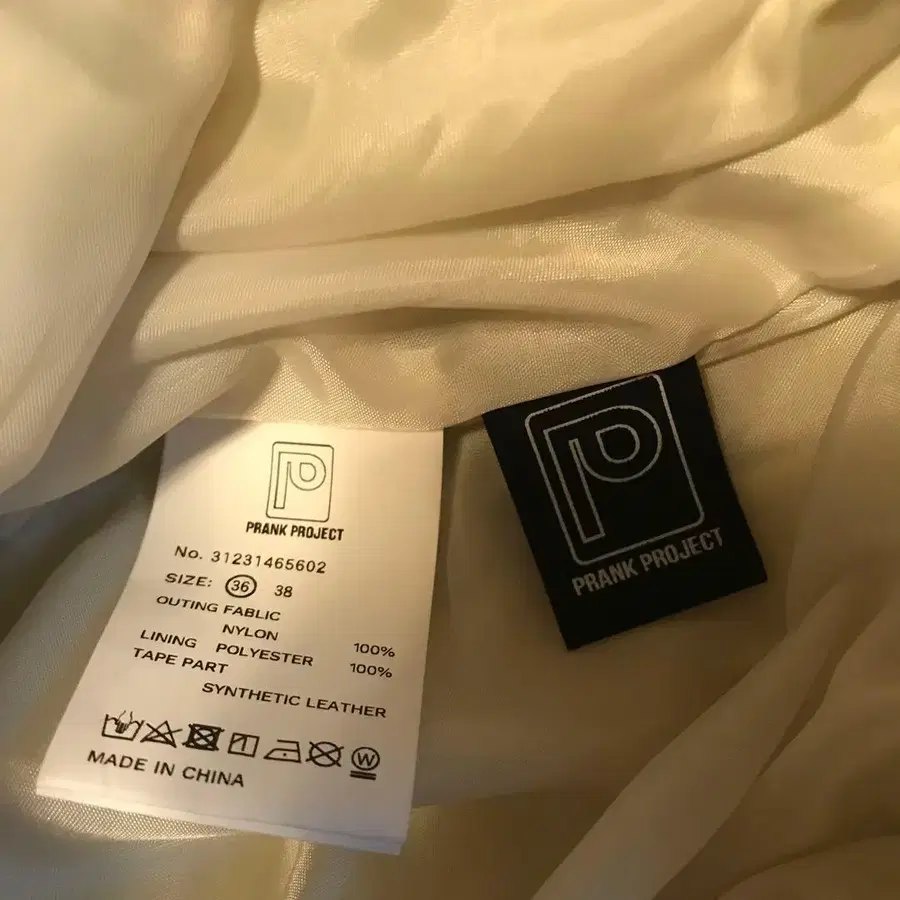 PRANK PROJECT
No. 31231465602
SIZE: 36 38
OUTING FABLIC
NYLON 100%
LINING POLYESTER 100%
TAPE PART
SYNTHETIC LEATHER
W
MADE IN CHINA
P
PRANK PROJECT